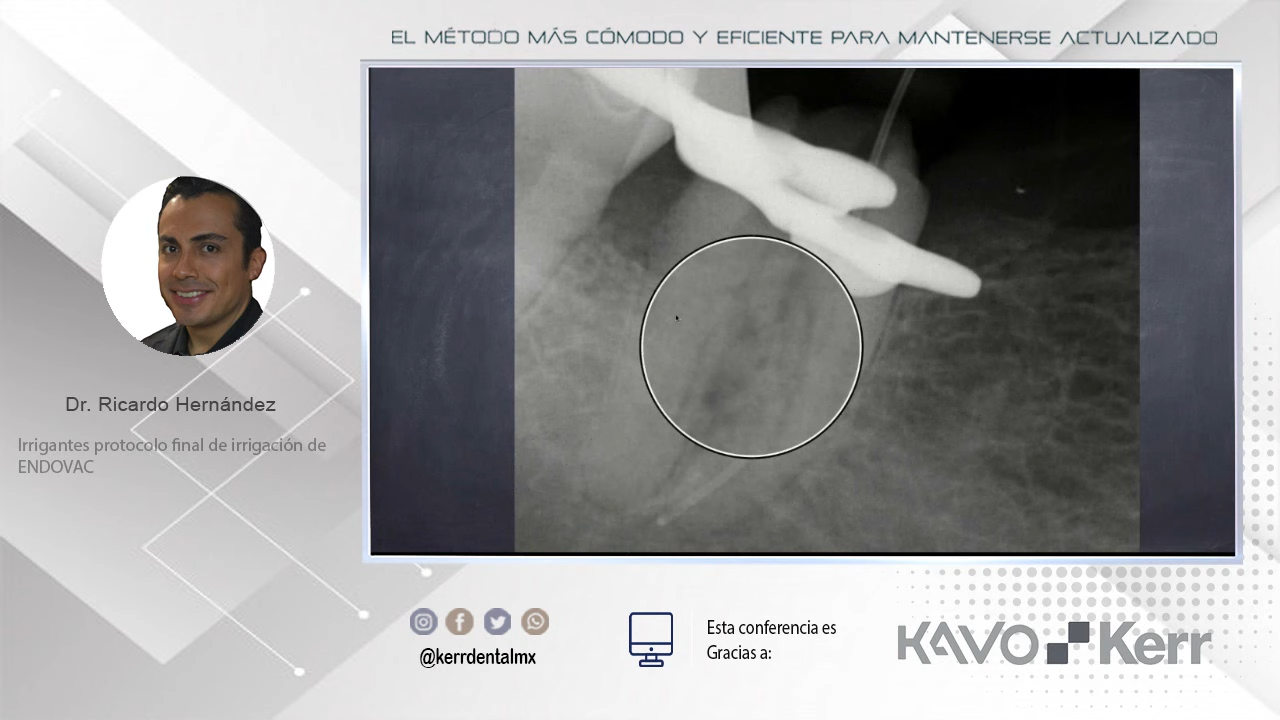 EL MÉTODO MÁS CÓMODO Y EFICIENTE PARA MANTENERSE ACTUALIZADO
Dr. Ricardo Hernández
Irrigantes protocolo final de irrigación de
ENDOVAC
@kerrdentalmx
Esta conferencia es
Gracias a:
KAVO Kerr